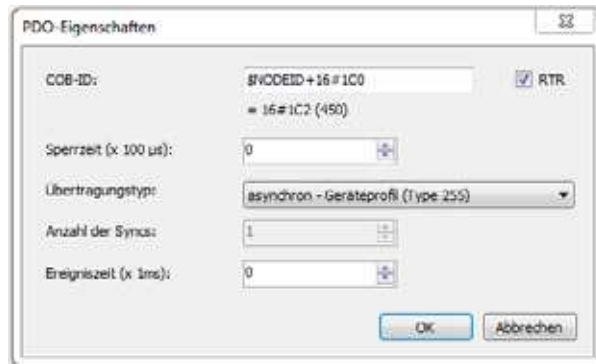 PDO-Eigenschaften
COB-ID: $NODEID+16#1C0 RTR
= 16#1C2 (450)
Sperrzeit (x 100 µs): 0
Übertragungstyp: asynchron - Geräteprofil (Type 255)
Anzahl der Syncs: 1
Ereigniszeit (x 1ms): 0
OK Abbrechen